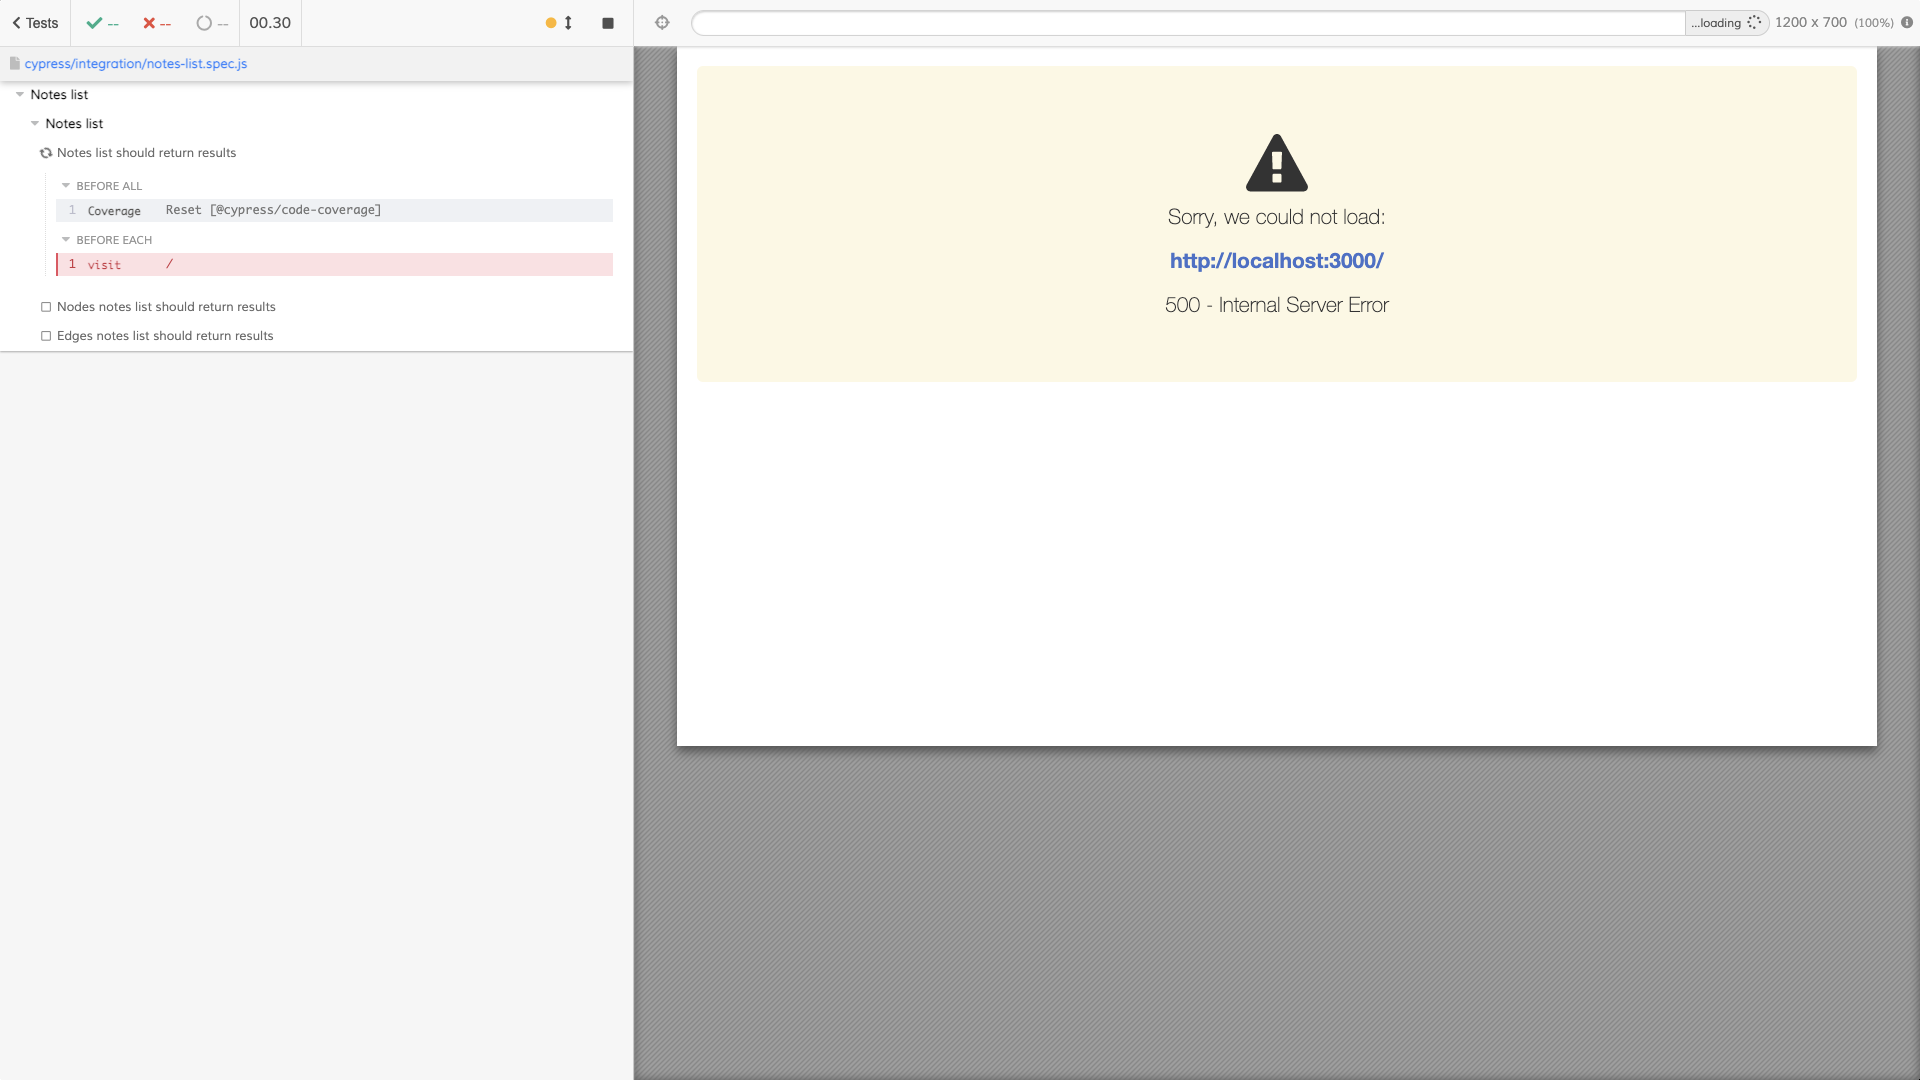 Tests
--
--
--
00.30
...loading
1200 x 700 (100%)
cypress/integration/notes-list.spec.js
Notes list
Notes list
Notes list should return results
BEFORE ALL
1 Coverage Reset [@cypress/code-coverage]
BEFORE EACH
1 visit /
Nodes notes list should return results
Edges notes list should return results
Sorry, we could not load:
http://localhost:3000/
500 - Internal Server Error